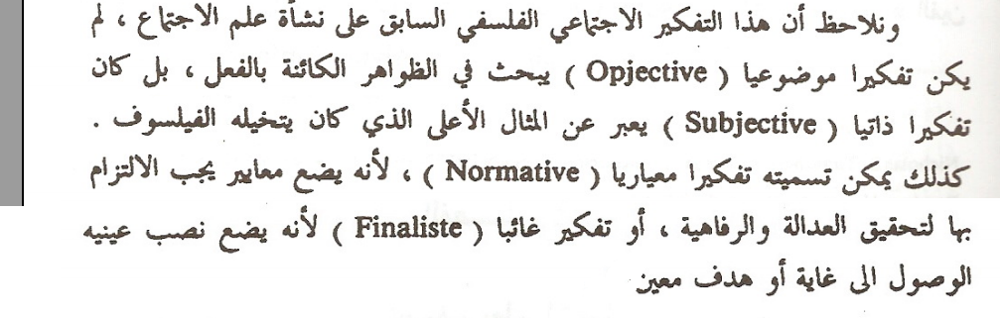 ونلاحظ أن هذا التفكير الاجتماعي الفلسفي السابق على نشأة علم الاجتماع ، لم
يكن تفكيرا موضوعيا ( Opjective ) يبحث في الظواهر الكائنة بالفعل ، بل كان
تفكيرا ذاتيا ( Subjective ) يعبر عن المثال الأعلى الذي كان يتخيله الفيلسوف .
كذلك يمكن تسميته تفكيرا معياريا ( Normative ) ، لأنه يضع معايير يجب الالتزام
بها لتحقيق العدالة والرفاهية ، أو تفكير غائبا ( Finaliste ) لأنه يضع نصب عينيه
الوصول الى غاية أو هدف معين